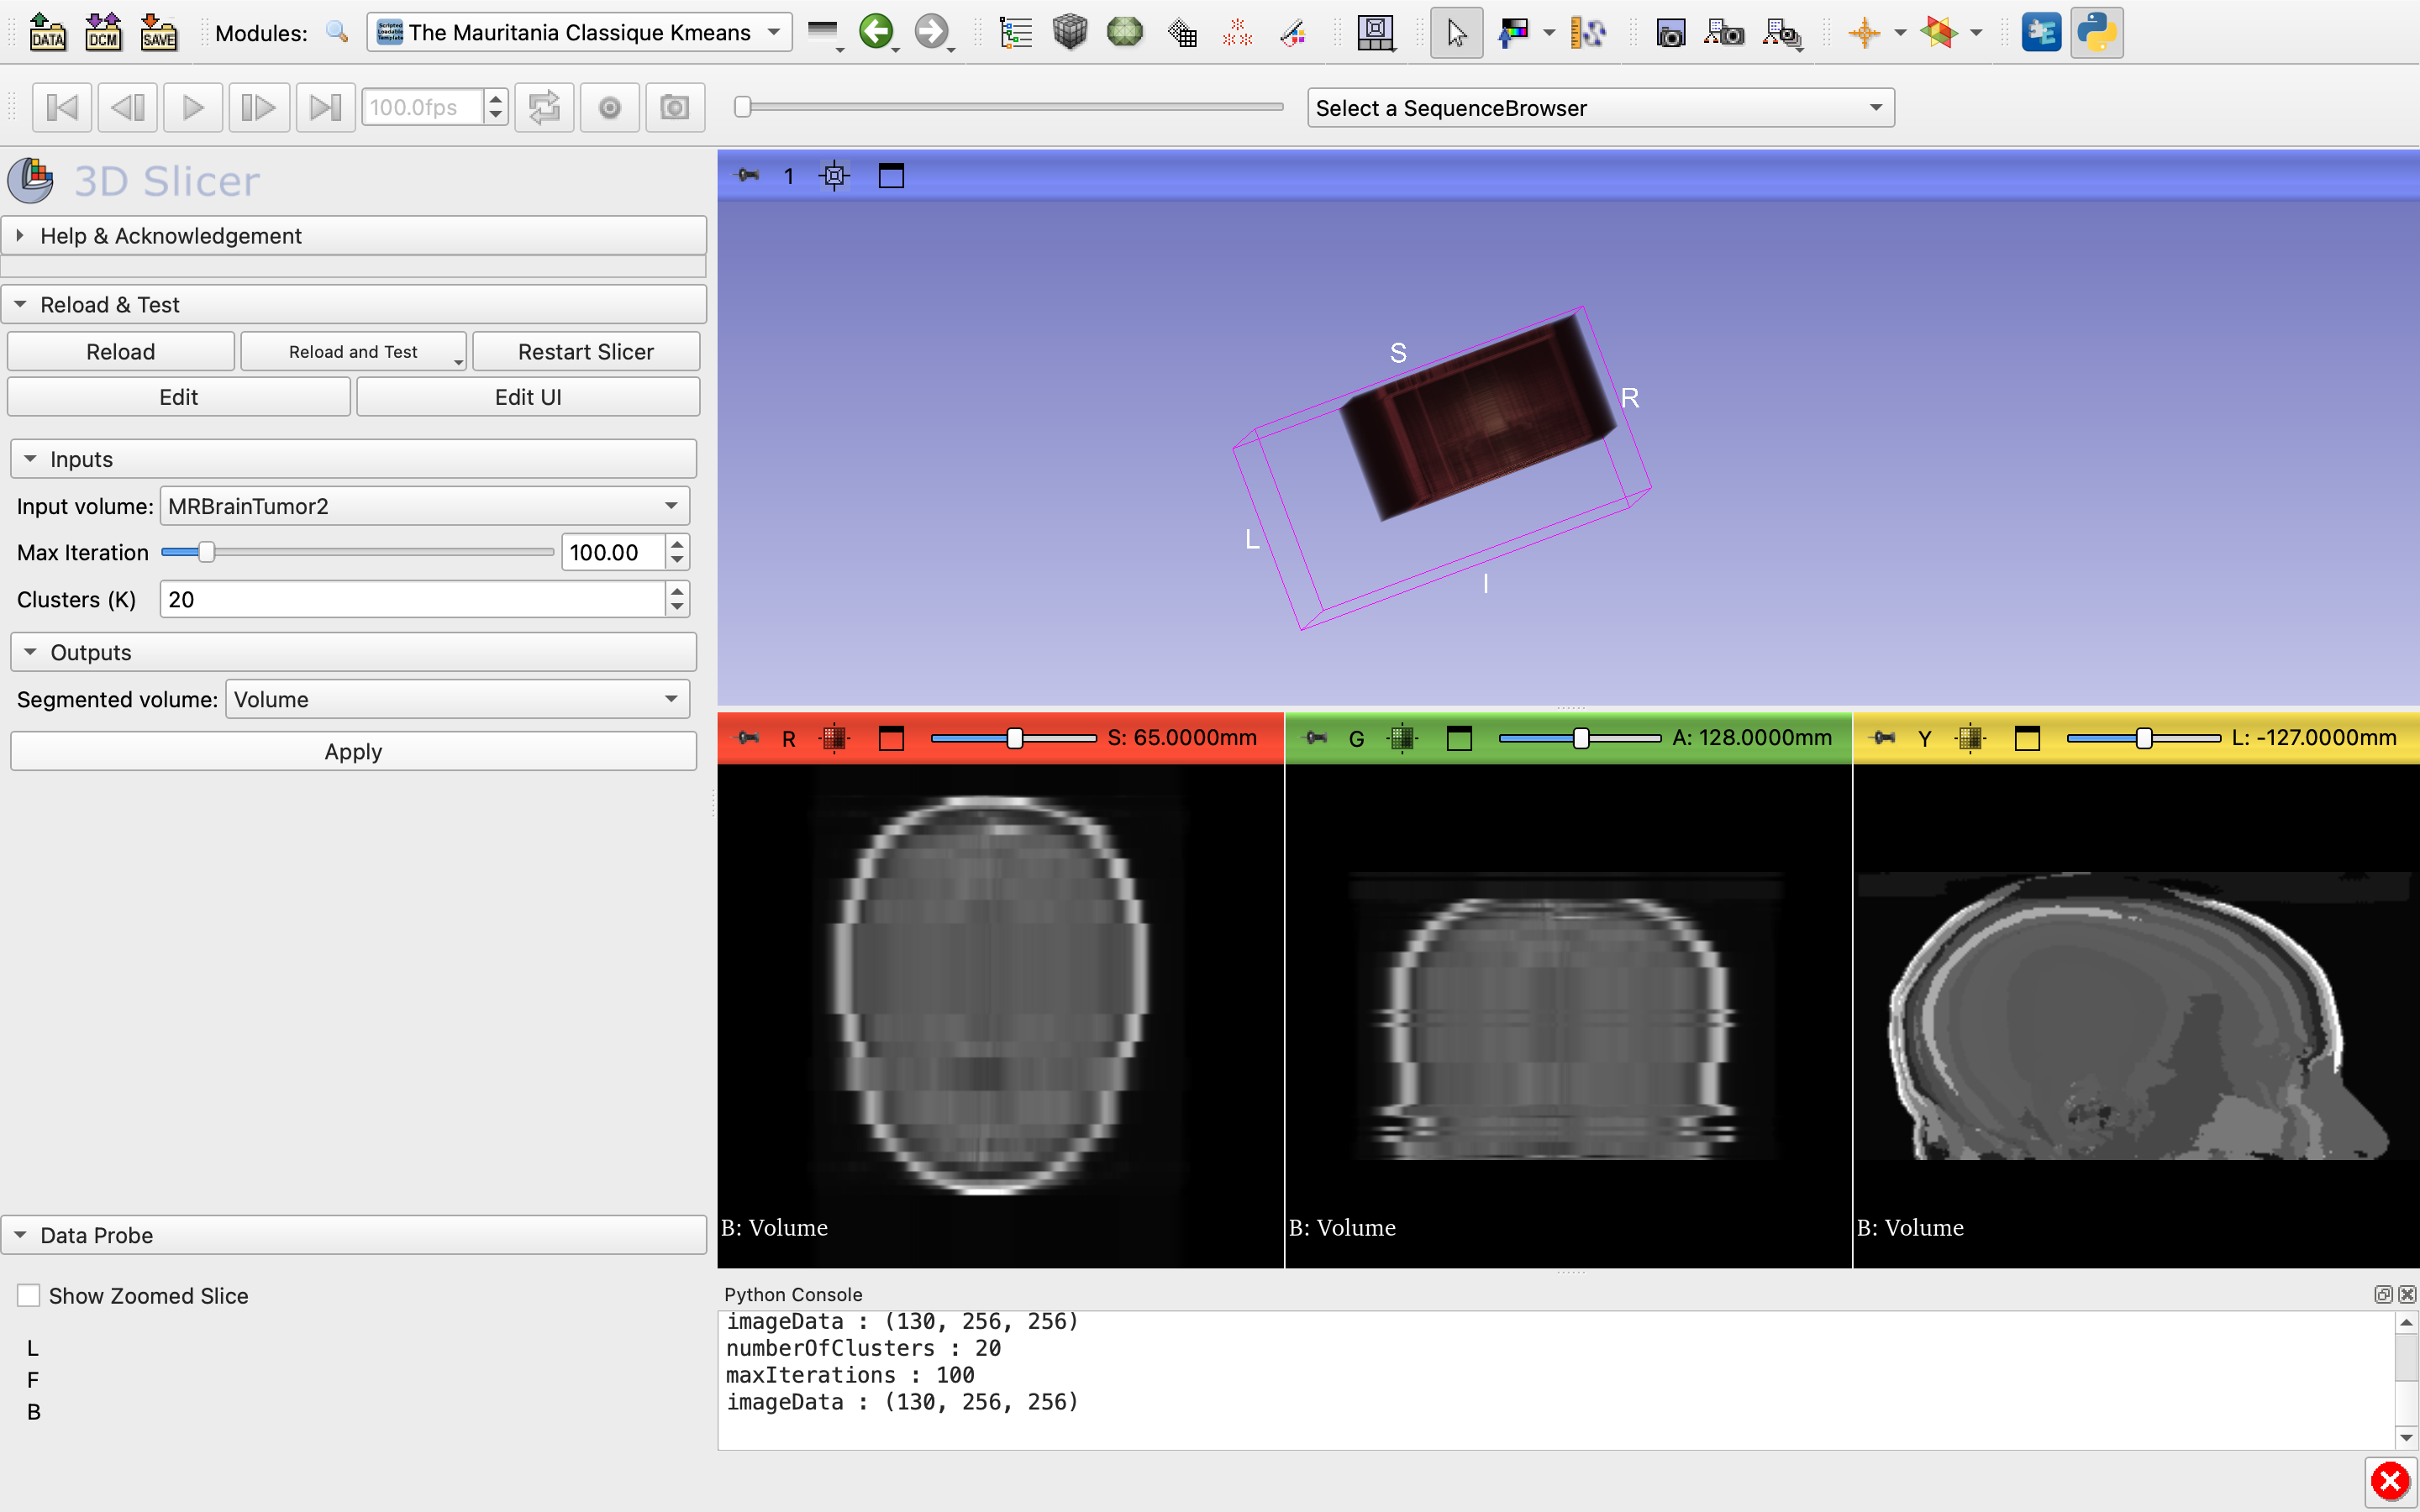 DATA DCM SAVE Modules: The Mauritania Classique Kmeans
100.0fps Select a SequenceBrowser
3D Slicer
Help & Acknowledgement
Reload & Test
Reload Reload and Test Restart Slicer
Edit Edit UI
Inputs
Input volume: MRBrainTumor2
Max Iteration 100.00
Clusters (K) 20
Outputs
Segmented volume: Volume
Apply
Data Probe
Show Zoomed Slice
L
F
B
1
S
R
L
I
R S: 65.0000mm
B: Volume
G A: 128.0000mm
B: Volume
Y L: -127.0000mm
B: Volume
Python Console
imageData : (130, 256, 256)
numberOfClusters : 20
maxIterations : 100
imageData : (130, 256, 256)